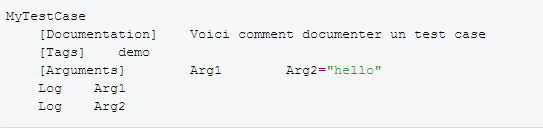 MyTestCase
    [Documentation]    Voici comment documenter un test case
    [Tags]    demo
    [Arguments]        Arg1        Arg2="hello"
    Log    Arg1
    Log    Arg2